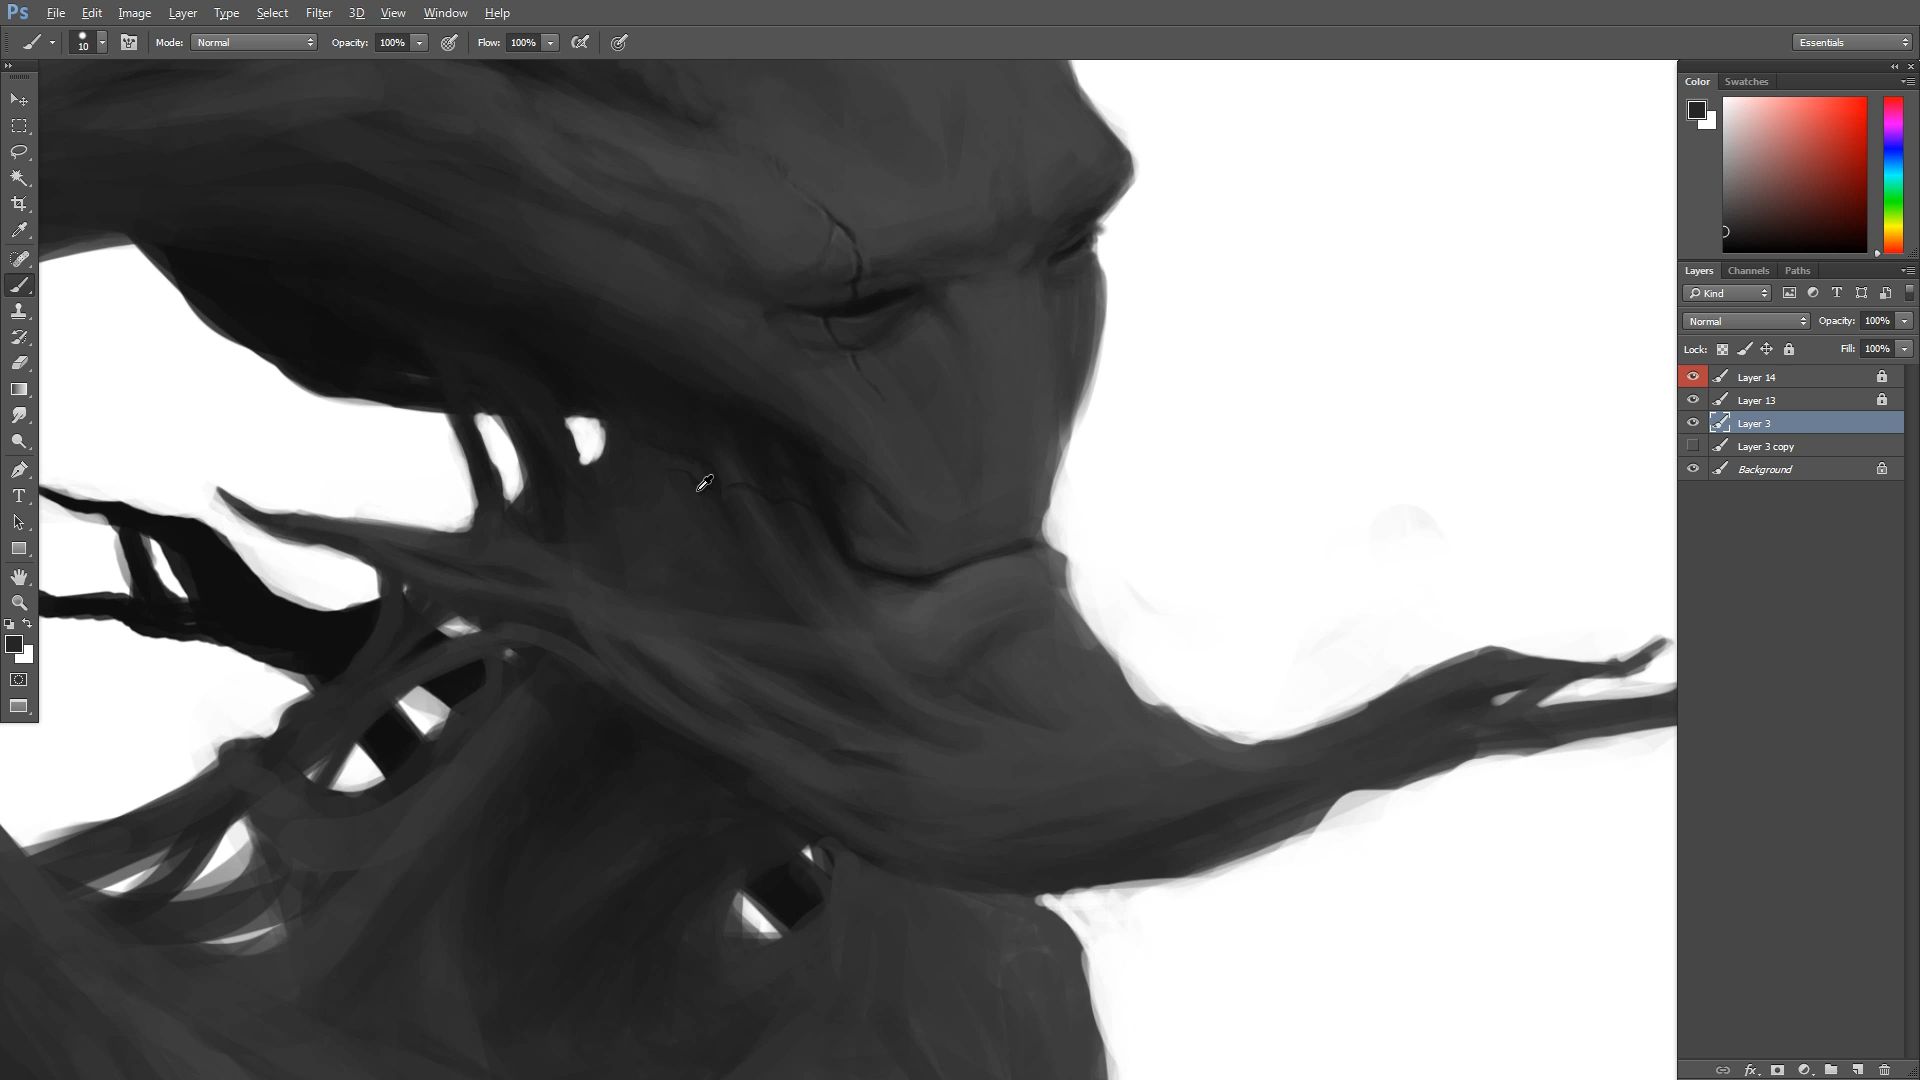 Ps File Edit Image Layer Type Select Filter 3D View Window Help
10 Mode: Normal Opacity: 100% Flow: 100% Essentials
Color Swatches
Layers Channels Paths
Kind T
Normal Opacity: 100%
Lock: Fill: 100%
Layer 14
Layer 13
Layer 3
Layer 3 copy
Background
T
fx